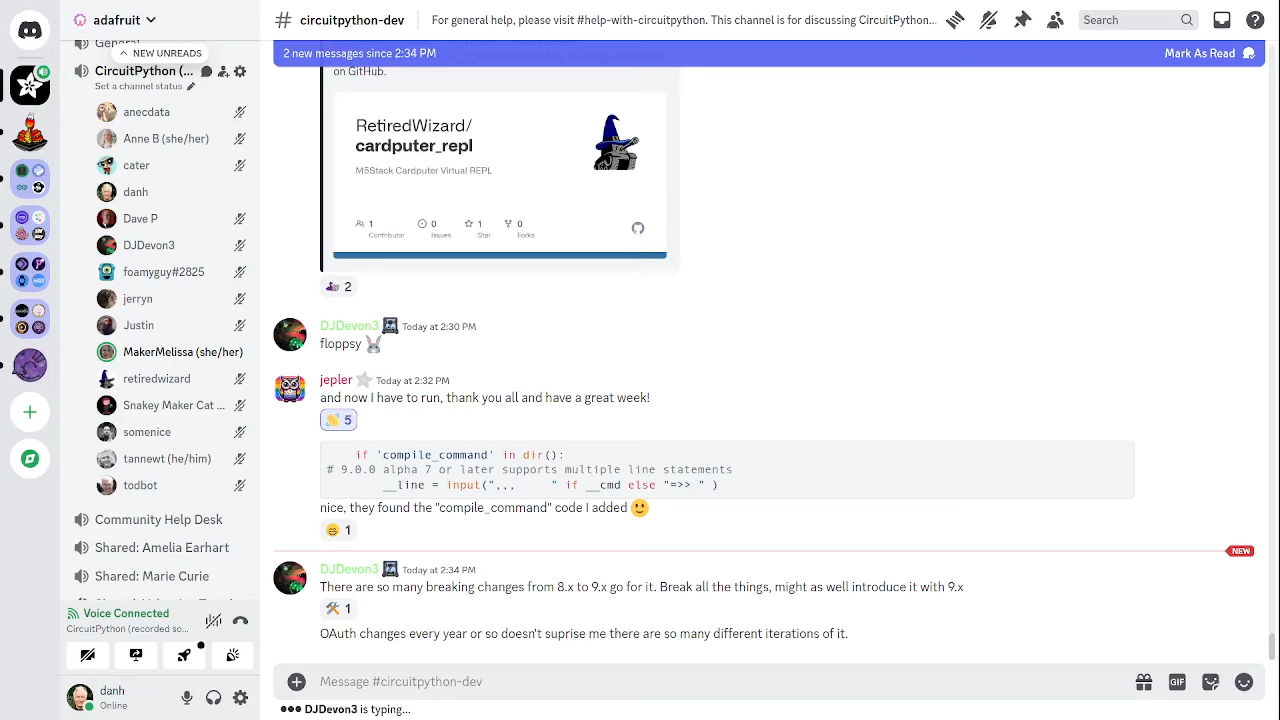 adafruit
# circuitpython-dev
For general help, please visit #help-with-circuitpython. This channel is for discussing CircuitPython...
Search
General
NEW UNREADS
CircuitPython (...
Set a channel status
anecdata
Anne B (she/her)
cater
danh
Dave P
DJDevon3
foamyguy#2825
jerryn
Justin
MakerMelissa (she/her)
retiredwizard
Snakey Maker Cat ...
somenice
tannewt (he/him)
todbot
Community Help Desk
Shared: Amelia Earhart
Shared: Marie Curie
Voice Connected
CircuitPython (recorded so...
danh
Online
2 new messages since 2:34 PM
Mark As Read
on GitHub.
RetiredWizard/
cardputer_repl
M5Stack Cardputer Virtual REPL
1 Contributor
0 Issues
1 Star
0 Forks
2
DJDevon3 Today at 2:30 PM
floppsy
jepler Today at 2:32 PM
and now I have to run, thank you all and have a great week!
5
if 'compile_command' in dir():
# 9.0.0 alpha 7 or later supports multiple line statements
__line = input(",,,     " if __cmd else "=>> " )
nice, they found the "compile_command" code I added
1
NEW
DJDevon3 Today at 2:34 PM
There are so many breaking changes from 8.x to 9.x go for it. Break all the things, might as well introduce it with 9.x
1
OAuth changes every year or so doesn't suprise me there are so many different iterations of it.
Message #circuitpython-dev
GIF
DJDevon3 is typing...